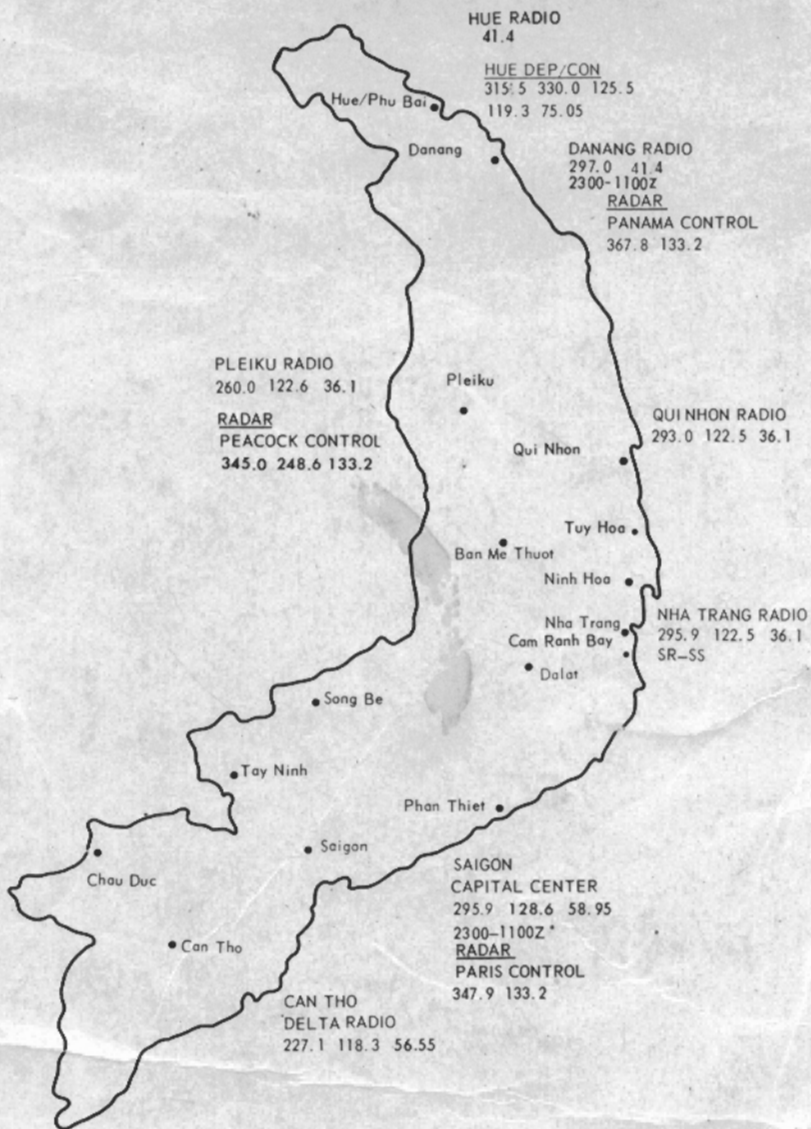 HUE RADIO
41.4
HUE DEP/CON
315.5 330.0 125.5
119.3 75.05
Hue/Phu Bai
Danang
DANANG RADIO
297.0 41.4
2300-1100Z
RADAR
PANAMA CONTROL
367.8 133.2
PLEIKU RADIO
260.0 122.6 36.1
RADAR
PEACOCK CONTROL
345.0 248.6 133.2
Pleiku
QUI NHON RADIO
293.0 122.5 36.1
Qui Nhon
Tuy Hoa
Ban Me Thuot
Ninh Hoa
Nha Trang
Cam Ranh Bay
NHA TRANG RADIO
295.9 122.5 36.1
SR-SS
Dalat
Song Be
Tay Ninh
Phan Thiet
Saigon
Chau Duc
Can Tho
SAIGON
CAPITAL CENTER
295.9 128.6 58.95
2300-1100Z*
RADAR
PARIS CONTROL
347.9 133.2
CAN THO
DELTA RADIO
227.1 118.3 56.55